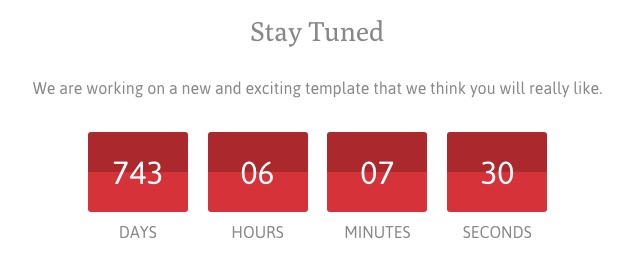 Stay Tuned
We are working on a new and exciting template that we think you will really like.
743 06 07 30
DAYS HOURS MINUTES SECONDS